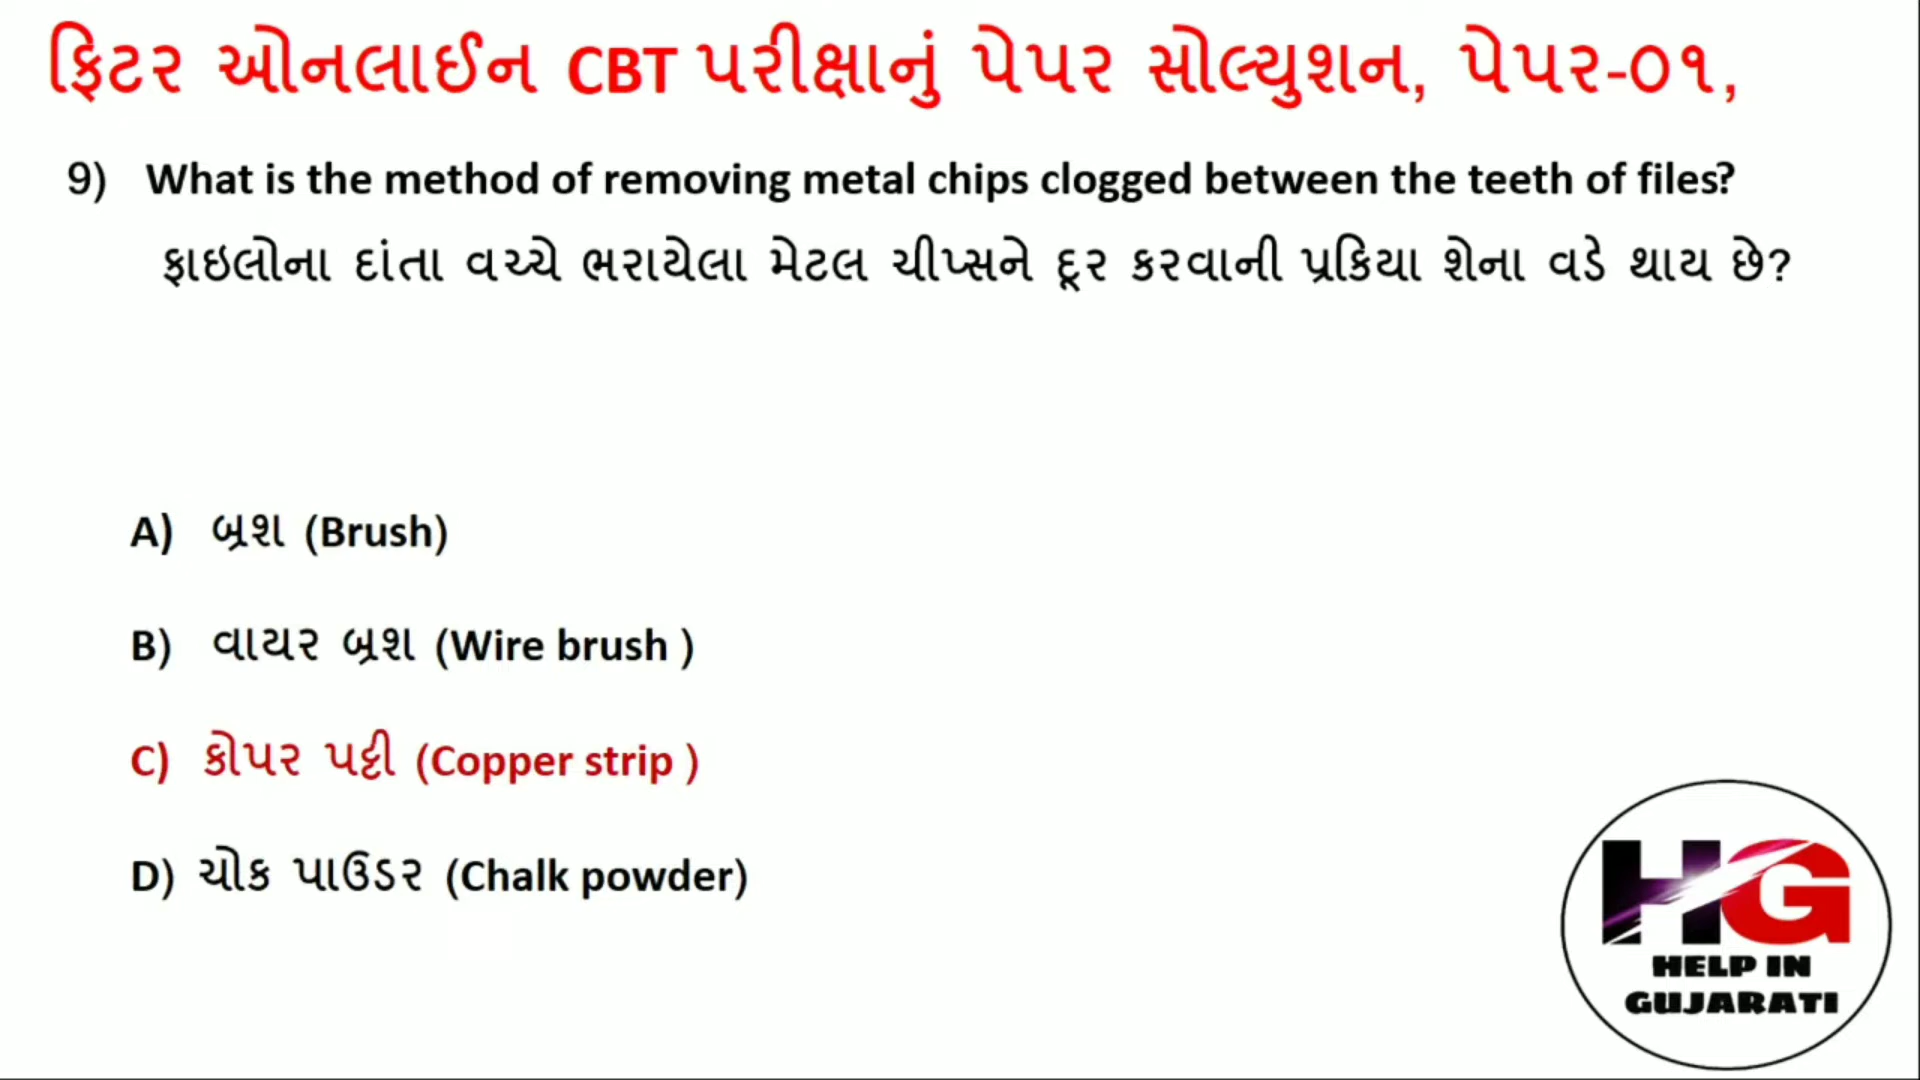 ફિટર ઓનલાઈન CBT પરીક્ષાનું પેપર સોલ્યુશન, પેપર-૦૧,
9) What is the method of removing metal chips clogged between the teeth of files?
ફાઇલોના દાંતા વચ્ચે ભરાયેલા મેટલ ચીપ્સને દૂર કરવાની પ્રક્રિયા શેના વડે થાય છે?
A) બ્રશ (Brush)
B) વાયર બ્રશ (Wire brush )
C) કોપર પટ્ટી (Copper strip )
D) ચોક પાઉડર (Chalk powder)
HG
HELP IN
GUJARATI